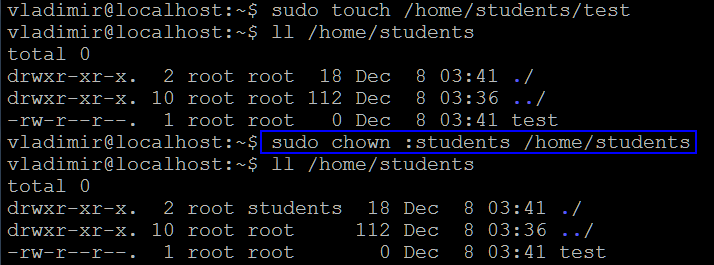 vladimir@localhost:~$ sudo touch /home/students/test
vladimir@localhost:~$ ll /home/students
total 0
drwxr-xr-x.  2 root root  18 Dec  8 03:41 ./
drwxr-xr-x. 10 root root 112 Dec  8 03:36 ../
-rw-r--r--.  1 root root   0 Dec  8 03:41 test
vladimir@localhost:~$ sudo chown :students /home/students
vladimir@localhost:~$ ll /home/students
total 0
drwxr-xr-x.  2 root students  18 Dec  8 03:41 ./
drwxr-xr-x. 10 root root     112 Dec  8 03:36 ../
-rw-r--r--.  1 root root       0 Dec  8 03:41 test